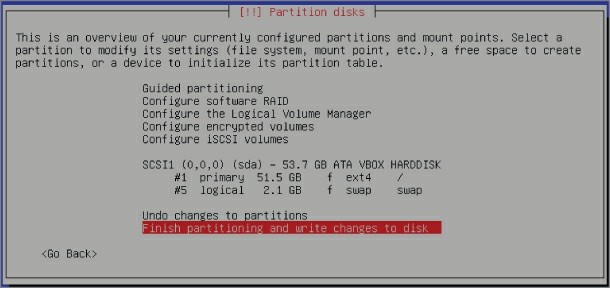 [!!] Partition disks
This is an overview of your currently configured partitions and mount points. Select a
partition to modify its settings (file system, mount point, etc.), a free space to create
partitions, or a device to initialize its partition table.
Guided partitioning
Configure software RAID
Configure the Logical Volume Manager
Configure encrypted volumes
Configure iSCSI volumes
SCSI1 (0,0,0) (sda) - 53.7 GB ATA VBOX HARDDISK
#1 primary 51.5 GB f ext4 /
#5 logical 2.1 GB f swap swap
Undo changes to partitions
Finish partitioning and write changes to disk
<Go Back>